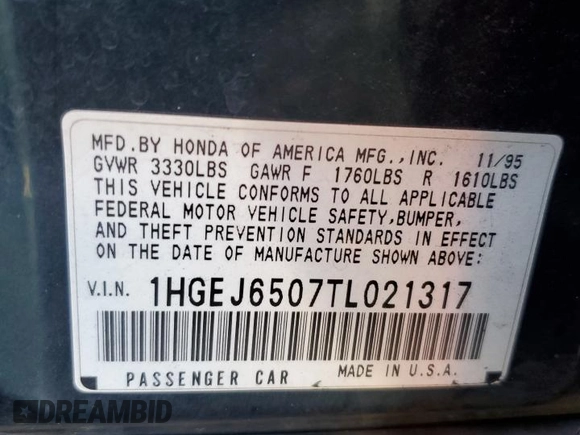 MFD.BY HONDA OF AMERICA MFG.,INC. 11/95
GVWR 3330LBS GAWR F 1760LBS R 1610LBS
THIS VEHICLE CONFORMS TO ALL APPLICABLE
FEDERAL MOTOR VEHICLE SAFETY,BUMPER,
AND THEFT PREVENTION STANDARDS IN EFFECT
ON THE DATE OF MANUFACTURE SHOWN ABOVE:
V.I.N. 1HGEJ6507TL021317
PASSENGER CAR MADE IN U.S.A.
DREAMBID